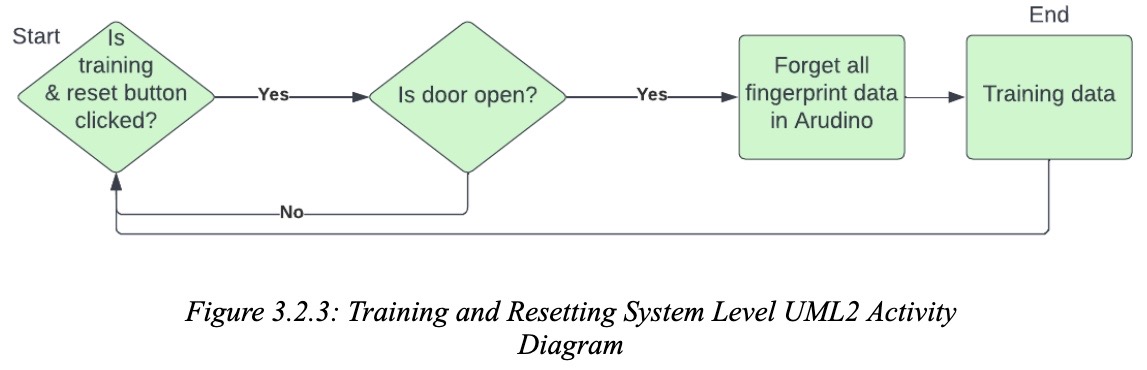 Start
Is
training
& reset button
clicked?
Yes
Is door open?
Yes
Forget all
fingerprint data
in Arudino
End
Training data
No
Figure 3.2.3: Training and Resetting System Level UML2 Activity
Diagram